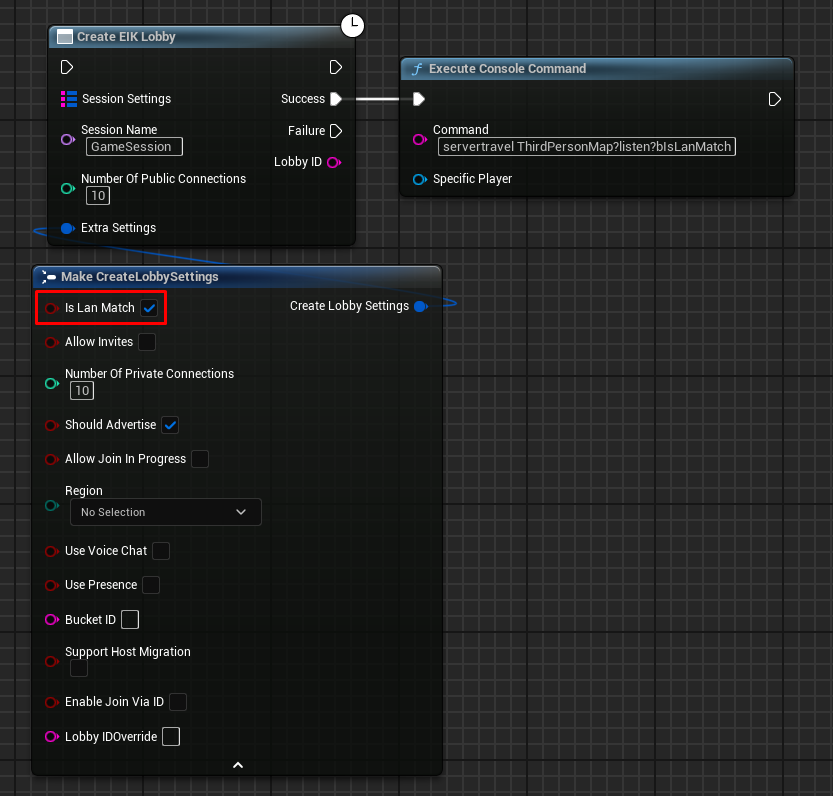 Create EIK Lobby
Session Settings
Success
Session Name
GameSession
Failure
Lobby ID
Number Of Public Connections
10
Extra Settings
Execute Console Command
Command
servertravel ThirdPersonMap?listen?bIsLanMatch
Specific Player
Make CreateLobbySettings
Is Lan Match
Create Lobby Settings
Allow Invites
Number Of Private Connections
10
Should Advertise
Allow Join In Progress
Region
No Selection
Use Voice Chat
Use Presence
Bucket ID
Support Host Migration
Enable Join Via ID
Lobby IDOverride